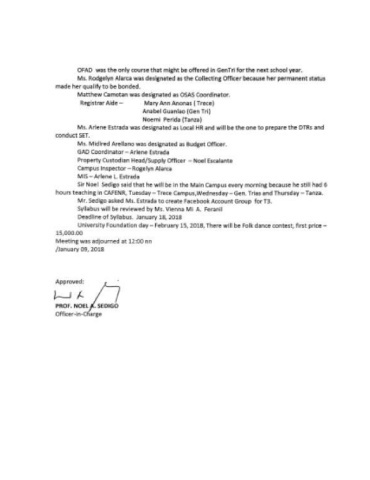 OFAD was the only course that might be offered in GenTri for the next school year.
Ms. Rodgelyn Alarca was designated as the Collecting Officer because her permanent status
made her qualify to be bonded.
Matthew Camotan was designated as OSAS Coordinator.
Registrar Aide – Mary Ann Anonas ( Trece)
Anabel Guanlao (Gen Tri)
Noemi Perida (Tanza)
Ms. Arlene Estrada was designated as Local HR and will be the one to prepare the DTRs and
conduct SET.
Ms. Midired Arellano was designated as Budget Officer.
GAD Coordinator – Arlene Estrada
Property Custodian Head/Supply Officer – Noel Escalante
Campus Inspector – Rogelyn Alarca
MIS – Arlene L. Estrada
Sir Noel Sedigo said that he will be in the Main Campus every morning because he still had 6
hours teaching in CAFENR, Tuesday – Trece Campus,Wednesday – Gen. Trias and Thursday – Tanza.
Mr. Sedigo asked Ms. Estrada to create Facebook Account Group for T3.
Syllabus will be reviewed by Ms. Vienna Mi A. Feranil
Deadline of Syllabus. January 18, 2018
University Foundation day – February 15, 2018, There will be Folk dance contest, first price –
15,000.00
Meeting was adjourned at 12:00 nn
/January 09, 2018
Approved:
PROF. NOEL A. SEDIGO
Officer-in-Charge